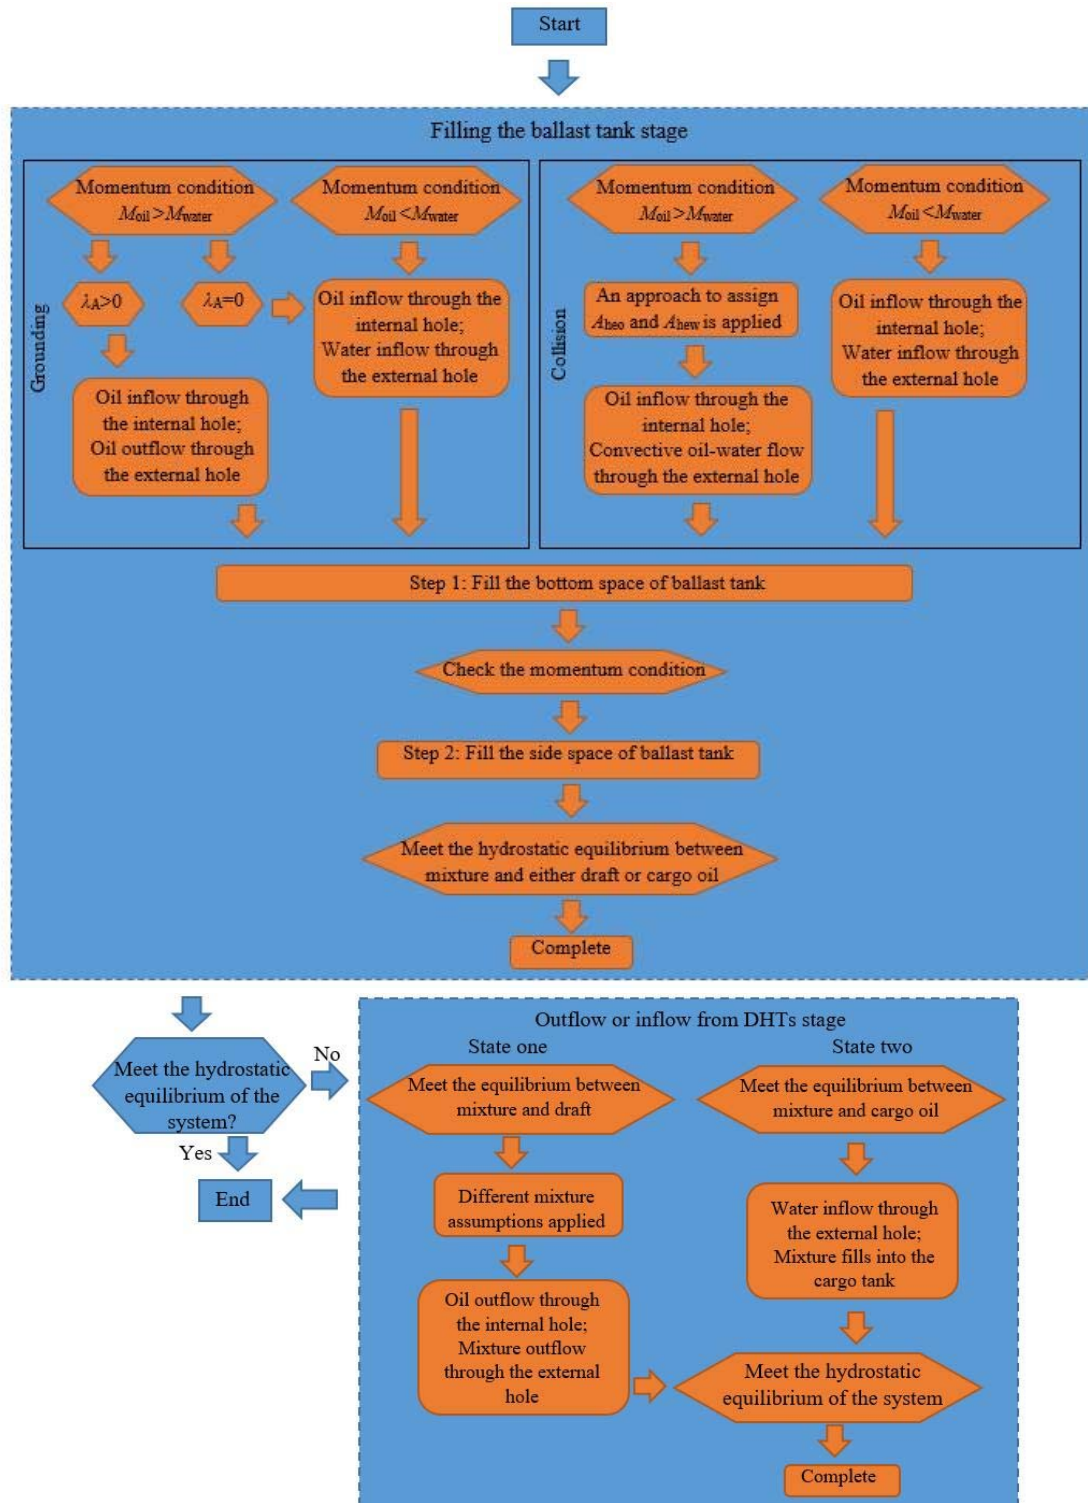 Start
Filling the ballast tank stage
Grounding
Momentum condition
Moil >Mwater
Momentum condition
Moil <Mwater
λA>0
λA=0
Oil inflow through the
internal hole;
Water inflow through
the external hole
Oil inflow through
the internal hole;
Oil outflow through
the external hole
Collision
Momentum condition
Moil>Mwater
Momentum condition
Moil <Mwater
An approach to assign
Aheo and Ahew is applied
Oil inflow through
the internal hole;
Water inflow through
the external hole
Oil inflow through the
internal hole;
Convective oil-water flow
through the external hole
Step 1: Fill the bottom space of ballast tank
Check the momentum condition
Step 2: Fill the side space of ballast tank
Meet the hydrostatic equilibrium between
mixture and either draft or cargo oil
Complete
Meet the hydrostatic
equilibrium of the
system?
No
Yes
End
Outflow or inflow from DHTs stage
State one
State two
Meet the equilibrium between
mixture and draft
Meet the equilibrium between
mixture and cargo oil
Different mixture
assumptions applied
Water inflow through
the external hole;
Mixture fills into the
cargo tank
Oil outflow through
the internal hole;
Mixture outflow
through the external
hole
Meet the hydrostatic
equilibrium of the system
Complete